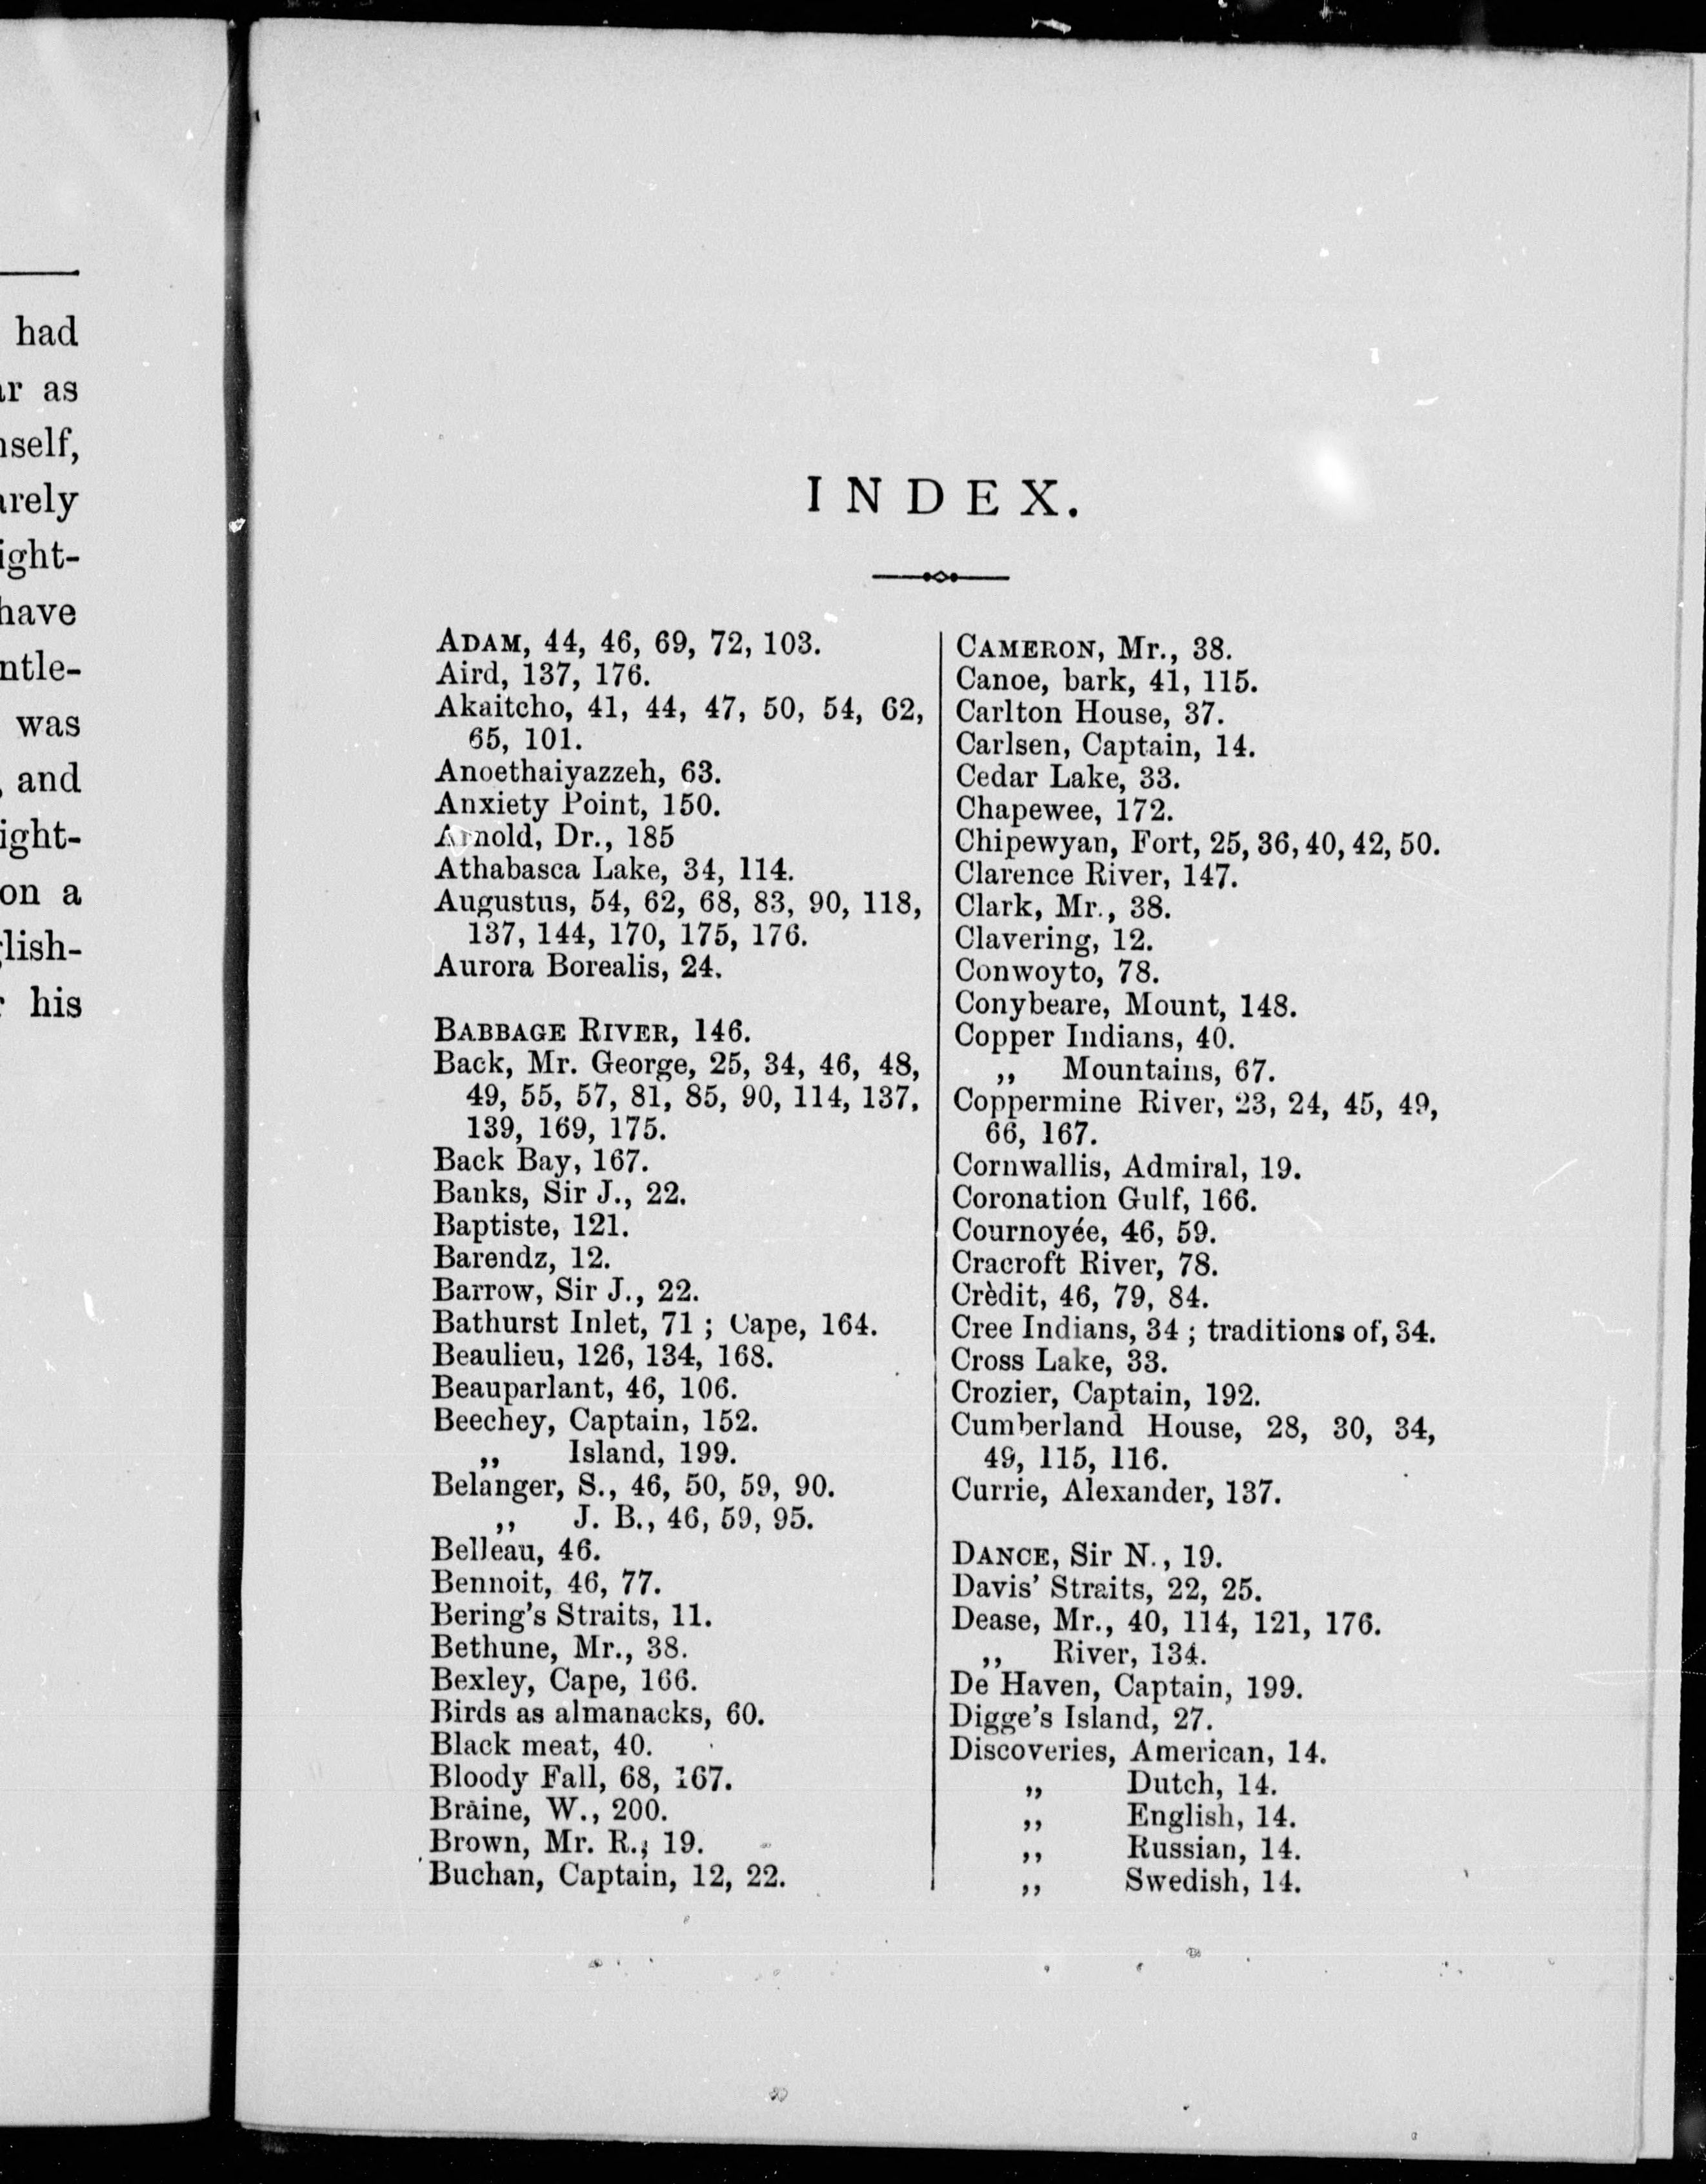 had
as
self,
ight-
have
was
and
ight-
on a
lish-
his
INDEX.
ADAM, 44, 46, 69, 72, 103.
Aird, 137, 176.
Akaitcho, 41, 44, 47, 50, 54, 62,
65, 101.
Anoethaiyazzeh, 63.
Anxiety Point, 150.
Arnold, Dr., 185
Athabasca Lake, 34, 114.
Augustus, 54, 62, 68, 83, 90, 118,
137, 144, 170, 175, 176.
Aurora Borealis, 24.
BABBAGE RIVER, 146.
Back, Mr. George, 25, 34, 46, 48,
49, 55, 57, 81, 85, 90, 114, 137,
139, 169, 175.
Back Bay, 167.
Banks, Sir J., 22.
Baptiste, 121.
Barendz, 12.
Barrow, Sir J., 22.
Bathurst Inlet, 71 ; Cape, 164.
Beaulieu, 126, 134, 168.
Beauparlant, 46, 106.
Beechey, Captain, 152.
,, Island, 199.
Belanger, S., 46, 50, 59, 90.
,, J. B., 46, 59, 95.
Belleau, 46.
Bennoit, 46, 77.
Bering's Straits, 11.
Bethune, Mr., 38.
Bexley, Cape, 166.
Birds as almanacks, 60.
Black meat, 40.
Bloody Fall, 68, 167.
Braine, W., 200.
Brown, Mr. R., 19.
Buchan, Captain, 12, 22.
CAMERON, Mr., 38.
Canoe, bark, 41, 115.
Carlton House, 37.
Carlsen, Captain, 14.
Cedar Lake, 33.
Chapewee, 172.
Chipewyan, Fort, 25, 36, 40, 42, 50.
Clarence River, 147.
Clark, Mr., 38.
Clavering, 12.
Conwoyto, 78.
Conybeare, Mount, 148.
Copper Indians, 40.
,, Mountains, 67.
Coppermine River, 23, 24, 45, 49,
66, 167.
Cornwallis, Admiral, 19.
Coronation Gulf, 166.
Cournoyée, 46, 59.
Cracroft River, 78.
Crèdit, 46, 79, 84.
Cree Indians, 34 ; traditions of, 34.
Cross Lake, 33.
Crozier, Captain, 192.
Cumberland House, 28, 30, 34,
49, 115, 116.
Currie, Alexander, 137.
DANCE, Sir N., 19.
Davis' Straits, 22, 25.
Dease, Mr., 40, 114, 121, 176.
,, River, 134.
De Haven, Captain, 199.
Digge's Island, 27.
Discoveries, American, 14.
,, Dutch, 14.
,, English, 14.
,, Russian, 14.
,, Swedish, 14.